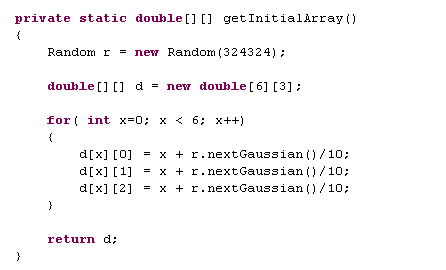 private static double[][] getInitialArray()
{
    Random r = new Random(324324);
    double[][] d = new double[6][3];
    for( int x=0; x < 6; x++)
    {
        d[x][0] = x + r.nextGaussian()/10;
        d[x][1] = x + r.nextGaussian()/10;
        d[x][2] = x + r.nextGaussian()/10;
    }
    return d;
}